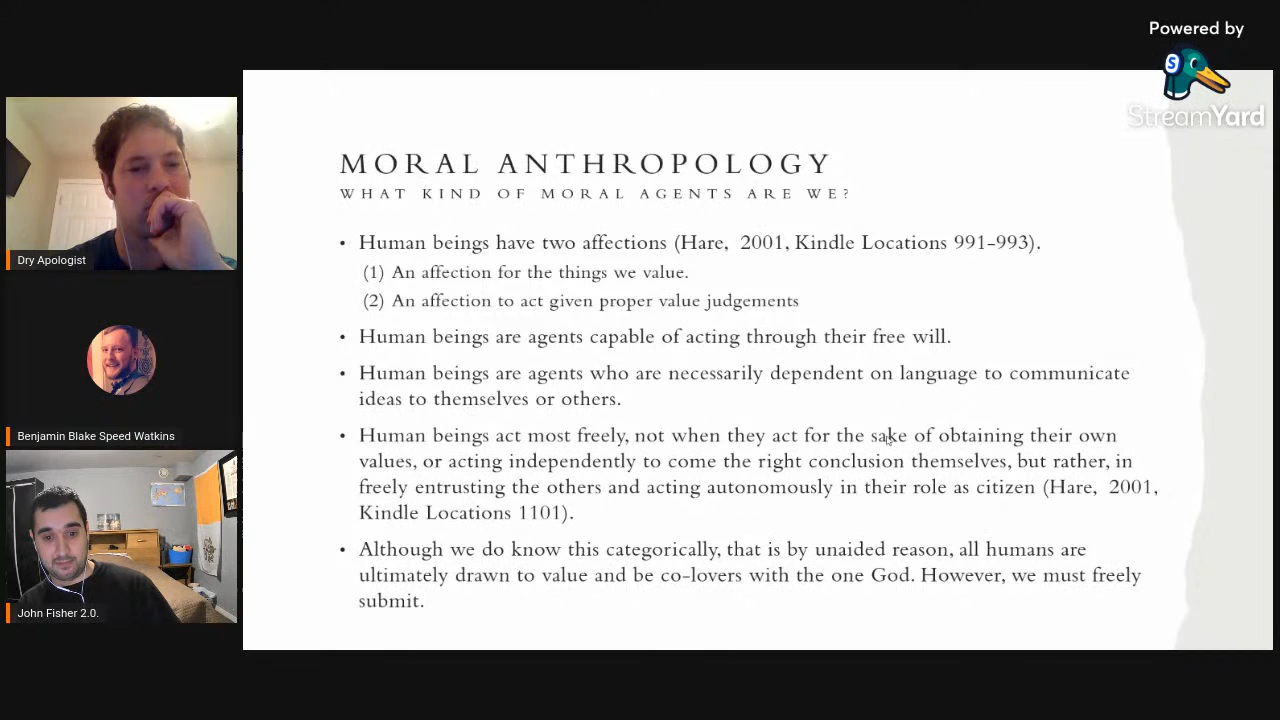 Powered by
S
StreamYard
Dry Apologist
Benjamin Blake Speed Watkins
John Fisher 2.0.
MORAL ANTHROPOLOGY
WHAT KIND OF MORAL AGENTS ARE WE?
• Human beings have two affections (Hare, 2001, Kindle Locations 991-993).
(1) An affection for the things we value.
(2) An affection to act given proper value judgements
• Human beings are agents capable of acting through their free will.
• Human beings are agents who are necessarily dependent on language to communicate
ideas to themselves or others.
• Human beings act most freely, not when they act for the sake of obtaining their own
values, or acting independently to come the right conclusion themselves, but rather, in
freely entrusting the others and acting autonomously in their role as citizen (Hare, 2001,
Kindle Locations 1101).
• Although we do know this categorically, that is by unaided reason, all humans are
ultimately drawn to value and be co-lovers with the one God. However, we must freely
submit.